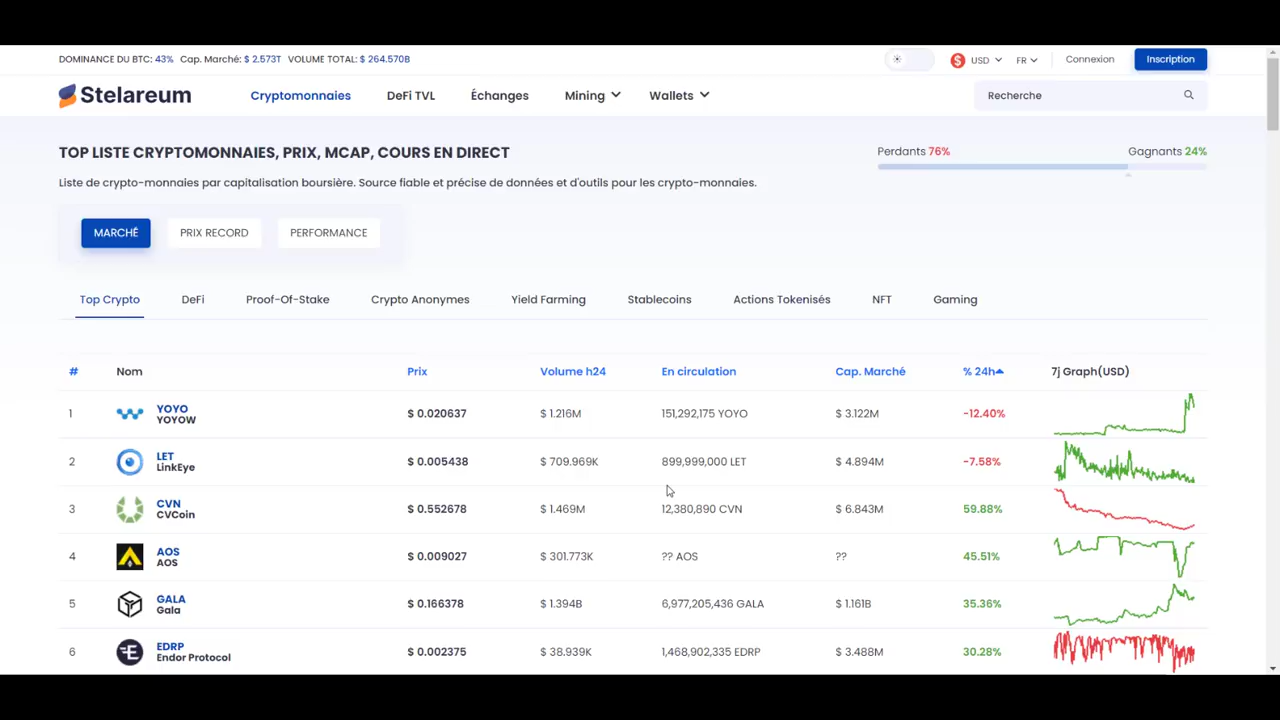 DOMINANCE DU BTC: 43% Cap. Marché: $ 2.573T VOLUME TOTAL: $ 264.570B
USD FR Connexion Inscription
Stelareum Cryptomonnaies DeFi TVL Échanges Mining Wallets Recherche
TOP LISTE CRYPTOMONNAIES, PRIX, MCAP, COURS EN DIRECT
Perdants 76% Gagnants 24%
Liste de crypto-monnaies par capitalisation boursière. Source fiable et précise de données et d'outils pour les crypto-monnaies.
MARCHÉ PRIX RECORD PERFORMANCE
Top Crypto DeFi Proof-Of-Stake Crypto Anonymes Yield Farming Stablecoins Actions Tokenisés NFT Gaming
# Nom Prix Volume h24 En circulation Cap. Marché % 24h 7j Graph(USD)
1 YOYO $ 0.020637 $ 1.216M 151,292,175 YOYO $ 3.122M -12.40%
YOYOW
2 LET $ 0.005438 $ 709.969K 899,999,000 LET $ 4.894M -7.58%
LinkEye
3 CVN $ 0.552678 $ 1.469M 12,380,890 CVN $ 6.843M 59.88%
CVCoin
4 AOS $ 0.009027 $ 301.773K ?? AOS ?? 45.51%
AOS
5 GALA $ 0.166378 $ 1.394B 6,977,205,436 GALA $ 1.161B 35.36%
Gala
6 EDRP $ 0.002375 $ 38.939K 1,468,902,335 EDRP $ 3.488M 30.28%
Endor Protocol